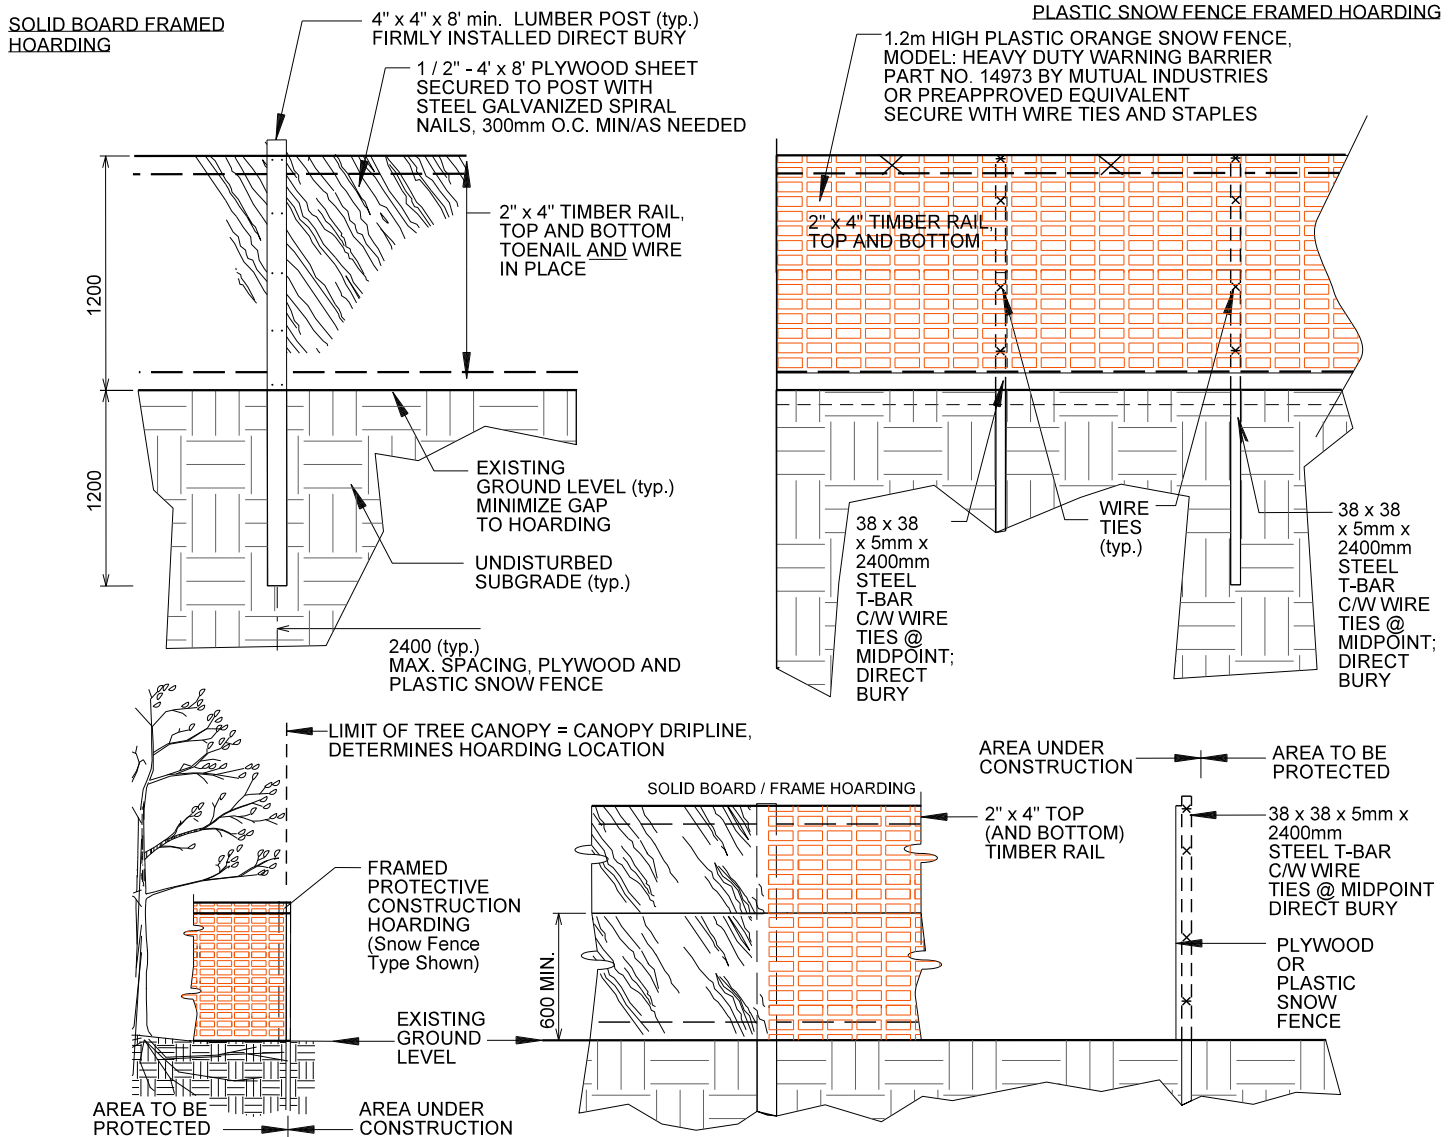 SOLID BOARD FRAMED
HOARDING
4" x 4" x 8' min. LUMBER POST (typ.)
FIRMLY INSTALLED DIRECT BURY
1 / 2" - 4' x 8' PLYWOOD SHEET
SECURED TO POST WITH
STEEL GALVANIZED SPIRAL
NAILS, 300mm O.C. MIN/AS NEEDED
2" x 4" TIMBER RAIL,
TOP AND BOTTOM
TOENAIL AND WIRE
IN PLACE
1200
1200
EXISTING
GROUND LEVEL (typ.)
MINIMIZE GAP
TO HOARDING
UNDISTURBED
SUBGRADE (typ.)
2400 (typ.)
MAX. SPACING, PLYWOOD AND
PLASTIC SNOW FENCE
PLASTIC SNOW FENCE FRAMED HOARDING
1.2m HIGH PLASTIC ORANGE SNOW FENCE,
MODEL: HEAVY DUTY WARNING BARRIER
PART NO. 14973 BY MUTUAL INDUSTRIES
OR PREAPPROVED EQUIVALENT
SECURE WITH WIRE TIES AND STAPLES
2" x 4" TIMBER RAIL,
TOP AND BOTTOM
38 x 38
x 5mm x
2400mm
STEEL
T-BAR
C/W WIRE
TIES @
MIDPOINT;
DIRECT
BURY
WIRE
TIES
(typ.)
38 x 38
x 5mm x
2400mm
STEEL
T-BAR
C/W WIRE
TIES @
MIDPOINT;
DIRECT
BURY
LIMIT OF TREE CANOPY = CANOPY DRIPLINE,
DETERMINES HOARDING LOCATION
FRAMED
PROTECTIVE
CONSTRUCTION
HOARDING
(Snow Fence
Type Shown)
EXISTING
GROUND
LEVEL
AREA TO BE
PROTECTED
AREA UNDER
CONSTRUCTION
SOLID BOARD / FRAME HOARDING
600 MIN.
2" x 4" TOP
(AND BOTTOM)
TIMBER RAIL
AREA UNDER
CONSTRUCTION
AREA TO BE
PROTECTED
38 x 38 x 5mm x
2400mm
STEEL T-BAR
C/W WIRE
TIES @ MIDPOINT
DIRECT BURY
PLYWOOD
OR
PLASTIC
SNOW
FENCE